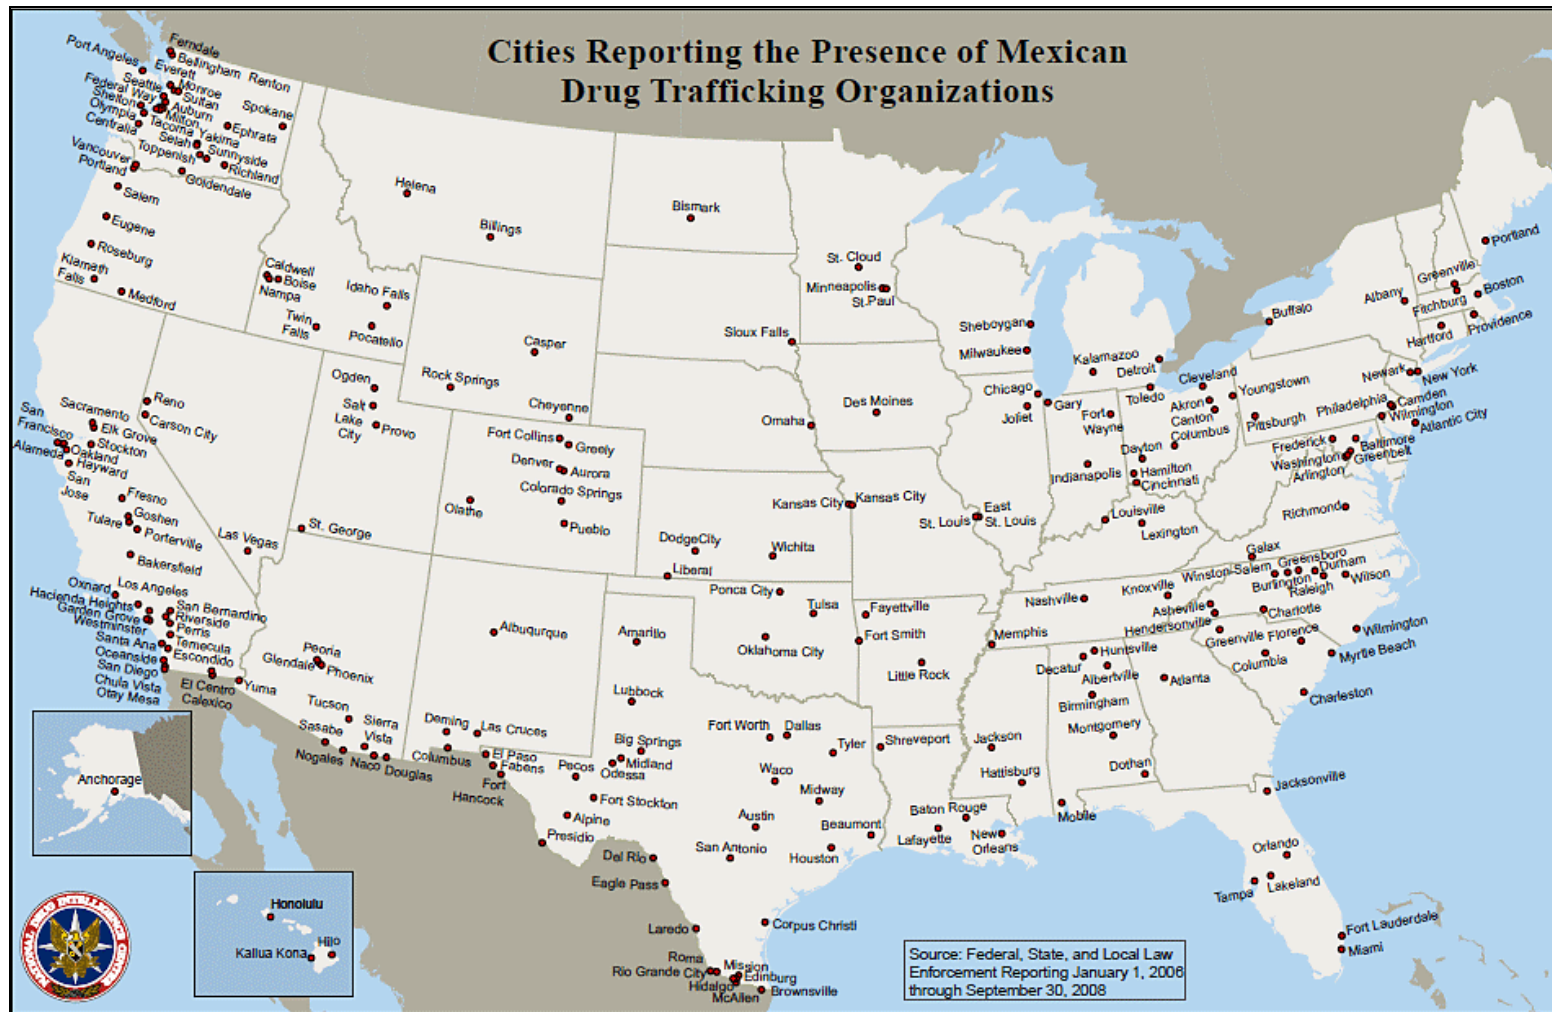 Cities Reporting the Presence of Mexican
Drug Trafficking Organizations
Ferndale
Port Angeles
Bellingham
Everett
Renton
Seattle
Monroe
Federal Way
Sultan
Shelton
Auburn
Spokane
Olympia
Milton
Tacoma
Yakima
Ephrata
Centralia
Selah
Sunnyside
Toppenish
Vancouver
Richland
Portland
Goldendale
Salem
Eugene
Roseburg
Klamath
Falls
Medford
Caldwell
Boise
Nampa
Idaho Falls
Twin
Falls
Pocatello
Helena
Billings
Bismark
St. Cloud
Minneapolis
St.Paul
Sioux Falls
Casper
Rock Springs
Cheyenne
Ogden
Salt
Lake
City
Provo
St. George
Reno
Carson City
Las Vegas
Sacramento
San
Francisco
Elk Grove
Stockton
Oakland
Alameda
Hayward
San
Jose
Fresno
Goshen
Tulare
Porterville
Bakersfield
Oxnard
Los Angeles
Hacienda Heights
San Bernardino
Garden Grove
Riverside
Westminster
Perris
Santa Ana
Temecula
Oceanside
Escondido
San Diego
Chula Vista
Otay Mesa
El Centro
Calexico
Yuma
Peoria
Glendale
Phoenix
Tucson
Sasabe
Sierra
Vista
Nogales
Naco
Douglas
Fort Collins
Greely
Denver
Aurora
Colorado Springs
Olathe
Pueblo
Albuqurque
Deming
Las Cruces
Columbus
El Paso
Fabens
Fort
Hancock
Omaha
Des Moines
Kansas City
Kansas City
DodgeCity
Wichita
Liberal
Ponca City
Tulsa
Oklahoma City
Amarillo
Lubbock
Big Springs
Midland
Odessa
Pecos
Fort Stockton
Alpine
Presidio
Del Rio
Eagle Pass
Laredo
Roma
Rio Grande City
Mission
Edinburg
Hidalgo
McAllen
Brownsville
Corpus Christi
San Antonio
Austin
Houston
Beaumont
Midway
Waco
Fort Worth
Dallas
Tyler
Shreveport
Fayettville
Fort Smith
Little Rock
St. Louis
East
St. Louis
Sheboygan
Milwaukee
Chicago
Joliet
Gary
Fort
Wayne
Indianapolis
Kalamazoo
Detroit
Toledo
Cleveland
Akron
Canton
Columbus
Youngstown
Dayton
Hamilton
Cincinnati
Louisville
Lexington
Nashville
Knoxville
Memphis
Jackson
Hattisburg
Baton Rouge
Lafayette
New
Orleans
Huntsville
Decatur
Albertville
Birmingham
Montgomery
Dothan
Mobile
Atlanta
Jacksonville
Orlando
Tampa
Lakeland
Fort Lauderdale
Miami
Galax
Winston-Salem
Greensboro
Durham
Burlington
Raleigh
Wilson
Asheville
Hendersonville
Charlotte
Wilmington
Greenville
Florence
Columbia
Myrtle Beach
Charleston
Richmond
Frederick
Baltimore
Washington
Greenbelt
Arlington
Pittsburgh
Philadelphia
Camden
Wilmington
Atlantic City
Newark
New York
Buffalo
Albany
Greenville
Fitchburg
Boston
Hartford
Providence
Portland
Anchorage
Honolulu
Kailua Kona
Hilo
NATIONAL DRUG INTELLIGENCE CENTER
Source: Federal, State, and Local Law
Enforcement Reporting January 1, 2006
through September 30, 2008